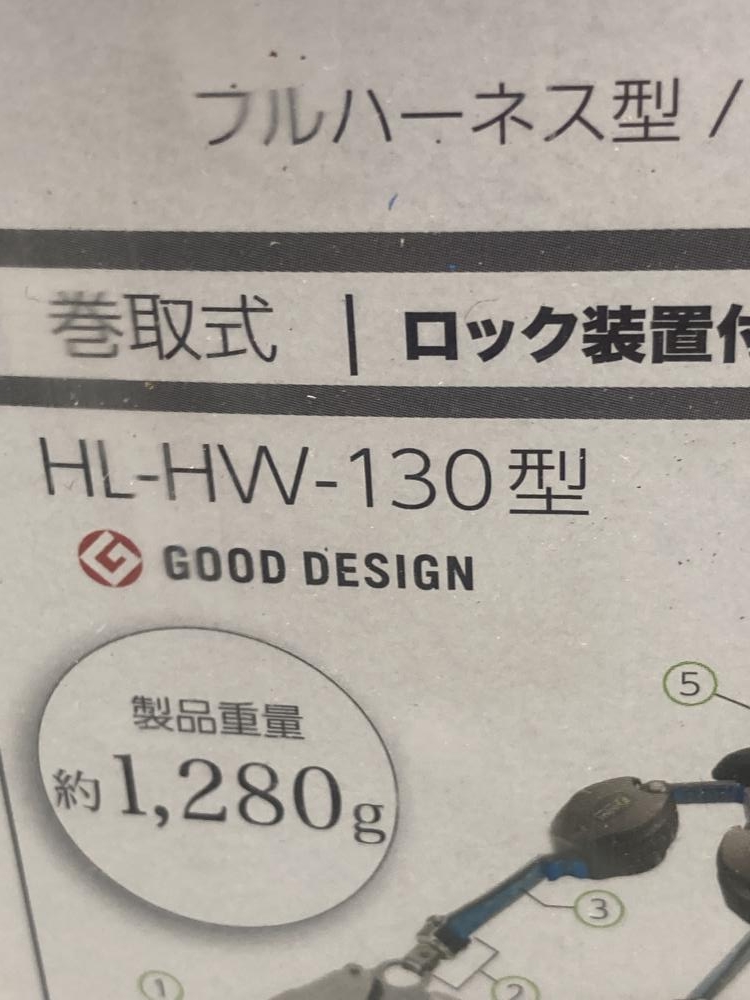 フルハーネス型 /
巻取式 | ロック装置付
HL-HW-130型
GOOD DESIGN
製品重量
約1,280g
5
3
1
2